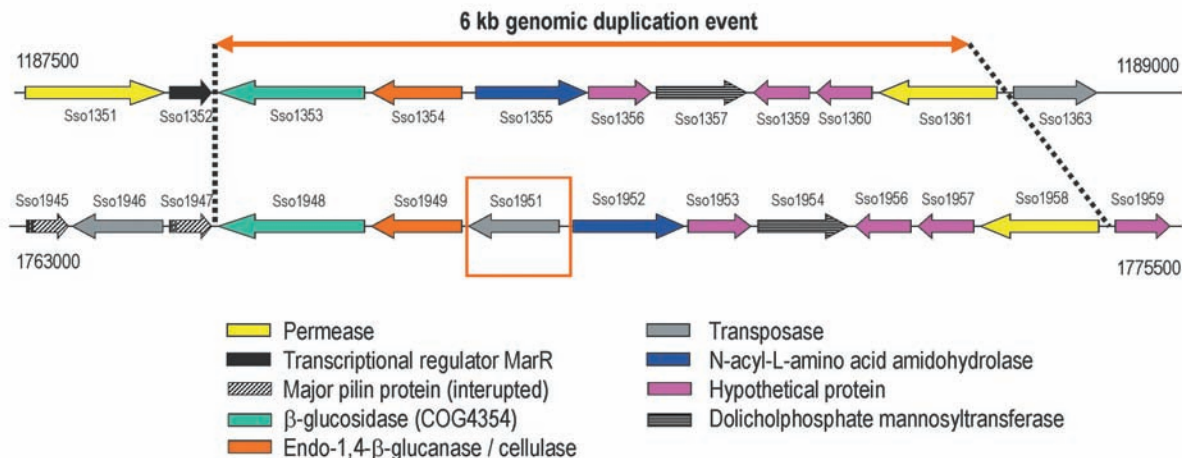 6 kb genomic duplication event
1187500
1189000
Sso1351 Sso1352 Sso1353 Sso1354 Sso1355 Sso1356 Sso1357 Sso1359 Sso1360 Sso1361 Sso1363
Sso1945 Sso1946 Sso1947 Sso1948 Sso1949 Sso1951 Sso1952 Sso1953 Sso1954 Sso1956 Sso1957 Sso1958 Sso1959
1763000
1775500
Permease
Transcriptional regulator MarR
Major pilin protein (interupted)
β-glucosidase (COG4354)
Endo-1,4-β-glucanase / cellulase
Transposase
N-acyl-L-amino acid amidohydrolase
Hypothetical protein
Dolicholphosphate mannosyltransferase